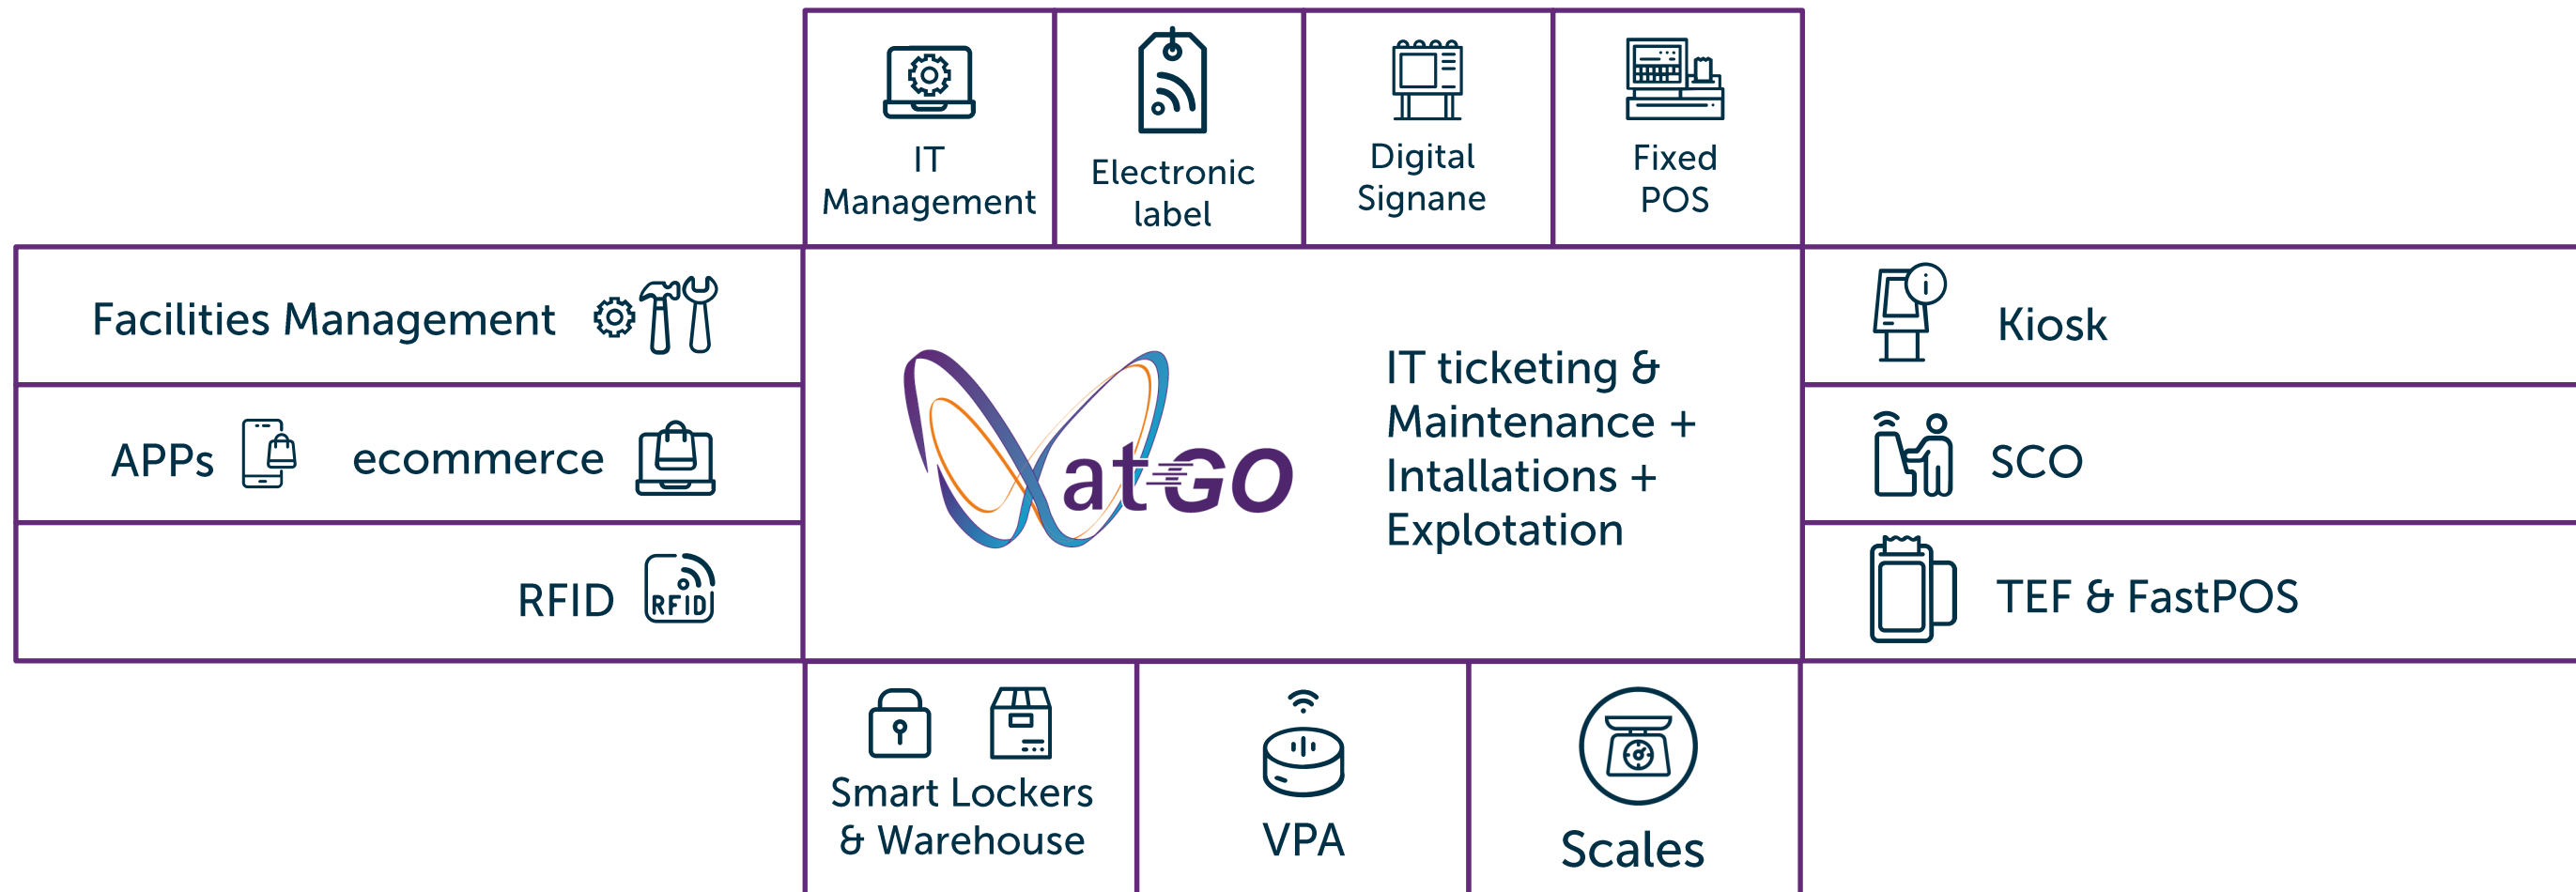 IT
Management
Electronic
label
Digital
Signane
Fixed
POS
Facilities Management
APPs ecommerce
RFID
RFID
atGO
IT ticketing &
Maintenance +
Intallations +
Explotation
Kiosk
SCO
TEF & FastPOS
Smart Lockers
& Warehouse
VPA
Scales